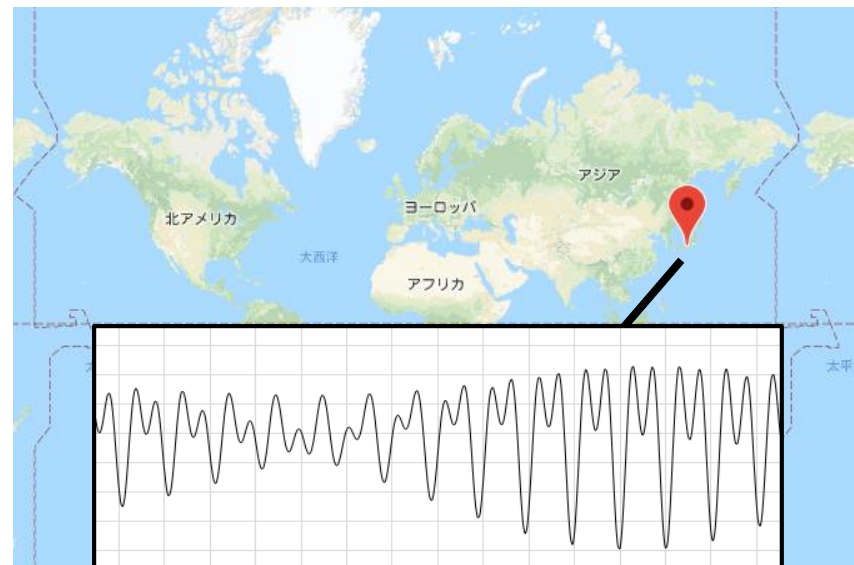 アジア
ヨーロッパ
北アメリカ
大西洋
アフリカ
太平